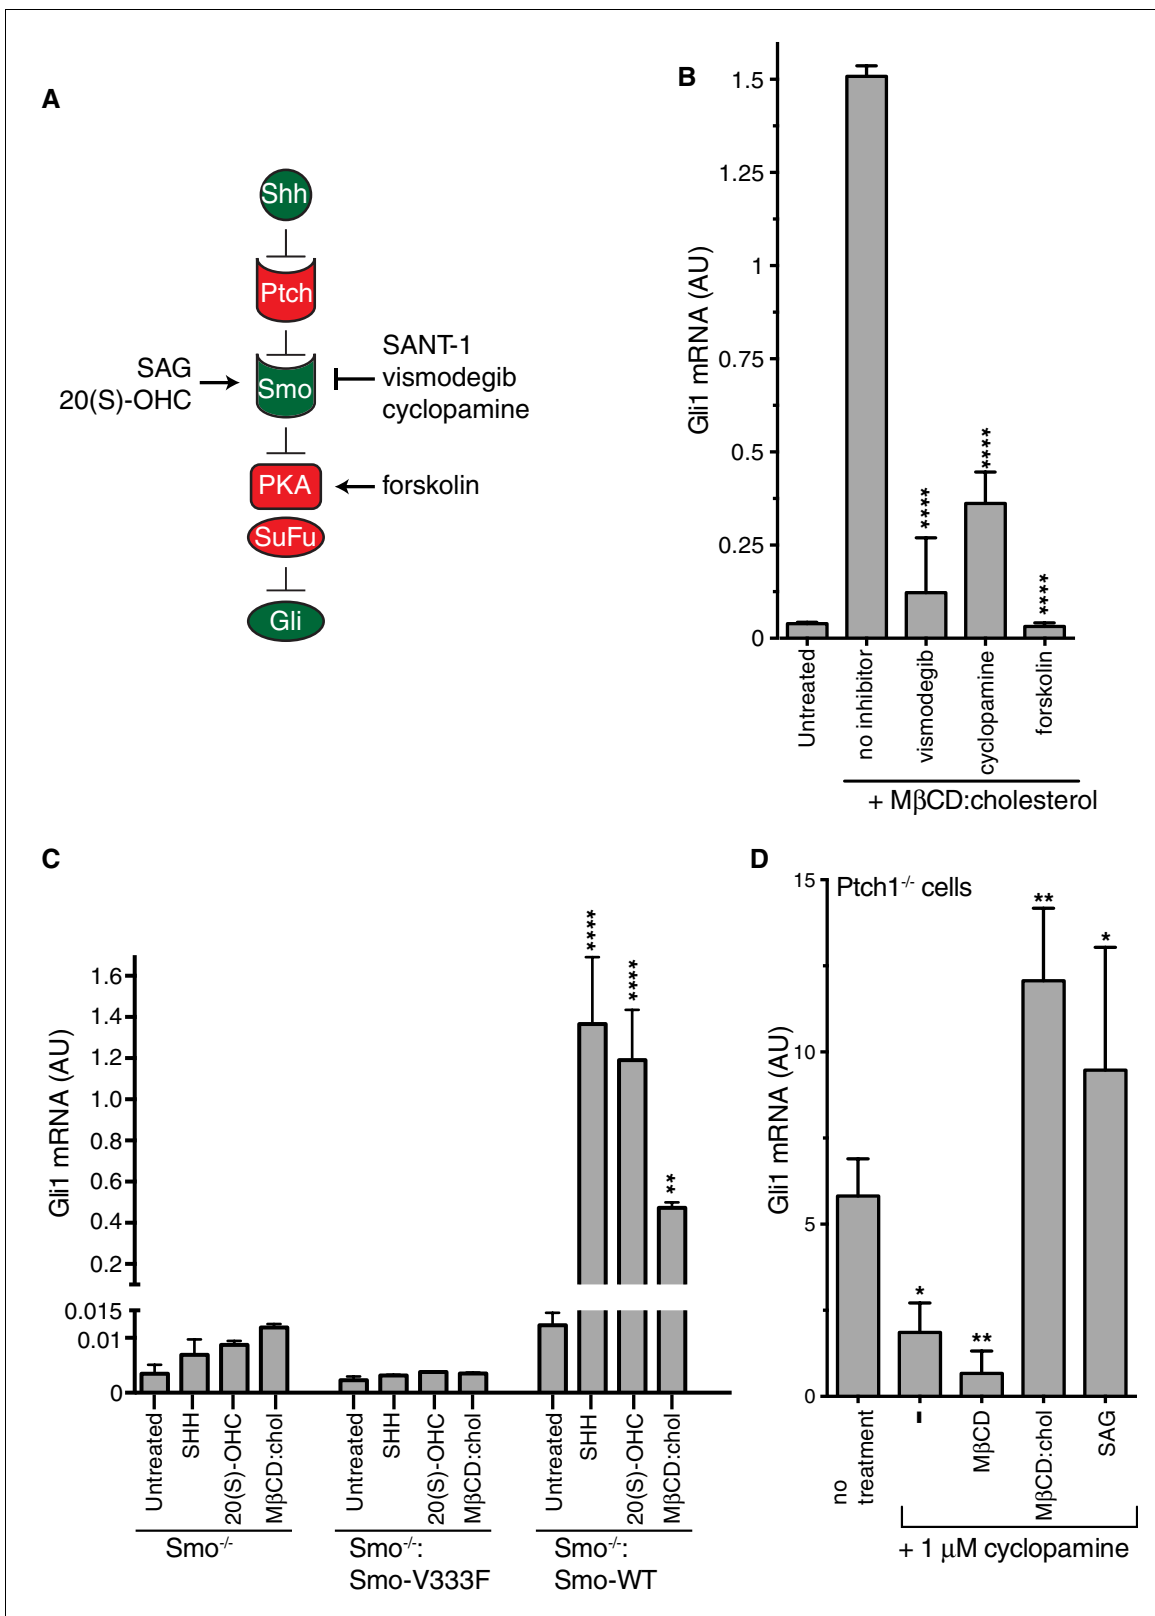 A
Shh
Ptch
Smo
PKA
SuFu
Gli
SAG
20(S)-OHC
SANT-1
vismodegib
cyclopamine
forskolin
B
Gli1 mRNA (AU)
1.5
1.25
1
0.75
0.5
0.25
0
****
****
****
Untreated
no inhibitor
vismodegib
cyclopamine
forskolin
+ MβCD:cholesterol
C
Gli1 mRNA (AU)
1.6
1.4
1.2
1.0
0.8
0.6
0.4
0.2
0.015
0.01
0
****
****
**
Untreated
SHH
20(S)-OHC
MβCD:chol
Untreated
SHH
20(S)-OHC
MβCD:chol
Untreated
SHH
20(S)-OHC
MβCD:chol
Smo-/-
Smo-/-:
Smo-V333F
Smo-/-:
Smo-WT
D
Ptch1-/- cells
Gli1 mRNA (AU)
15
10
5
0
*
**
**
*
no
treatment
-
MβCD
MβCD:chol
SAG
+ 1 μM cyclopamine